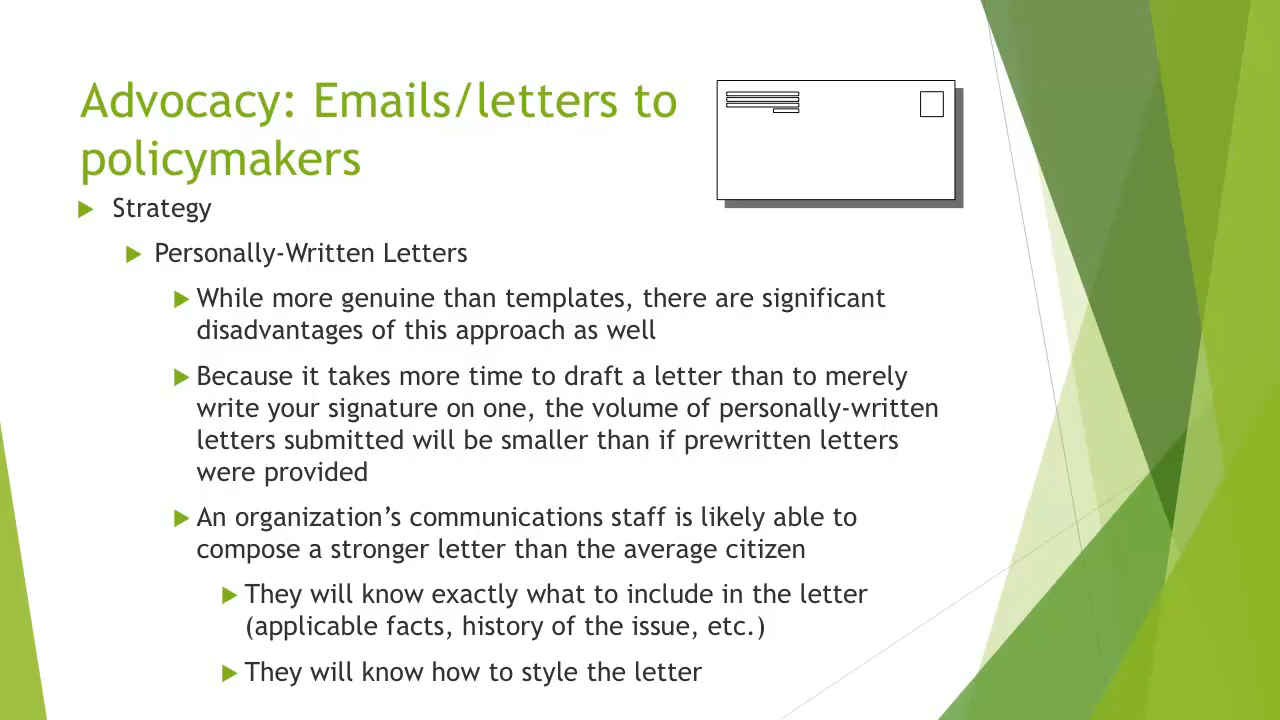 Advocacy: Emails/letters to
policymakers
Strategy
Personally-Written Letters
While more genuine than templates, there are significant
disadvantages of this approach as well
Because it takes more time to draft a letter than to merely
write your signature on one, the volume of personally-written
letters submitted will be smaller than if prewritten letters
were provided
An organization’s communications staff is likely able to
compose a stronger letter than the average citizen
They will know exactly what to include in the letter
(applicable facts, history of the issue, etc.)
They will know how to style the letter